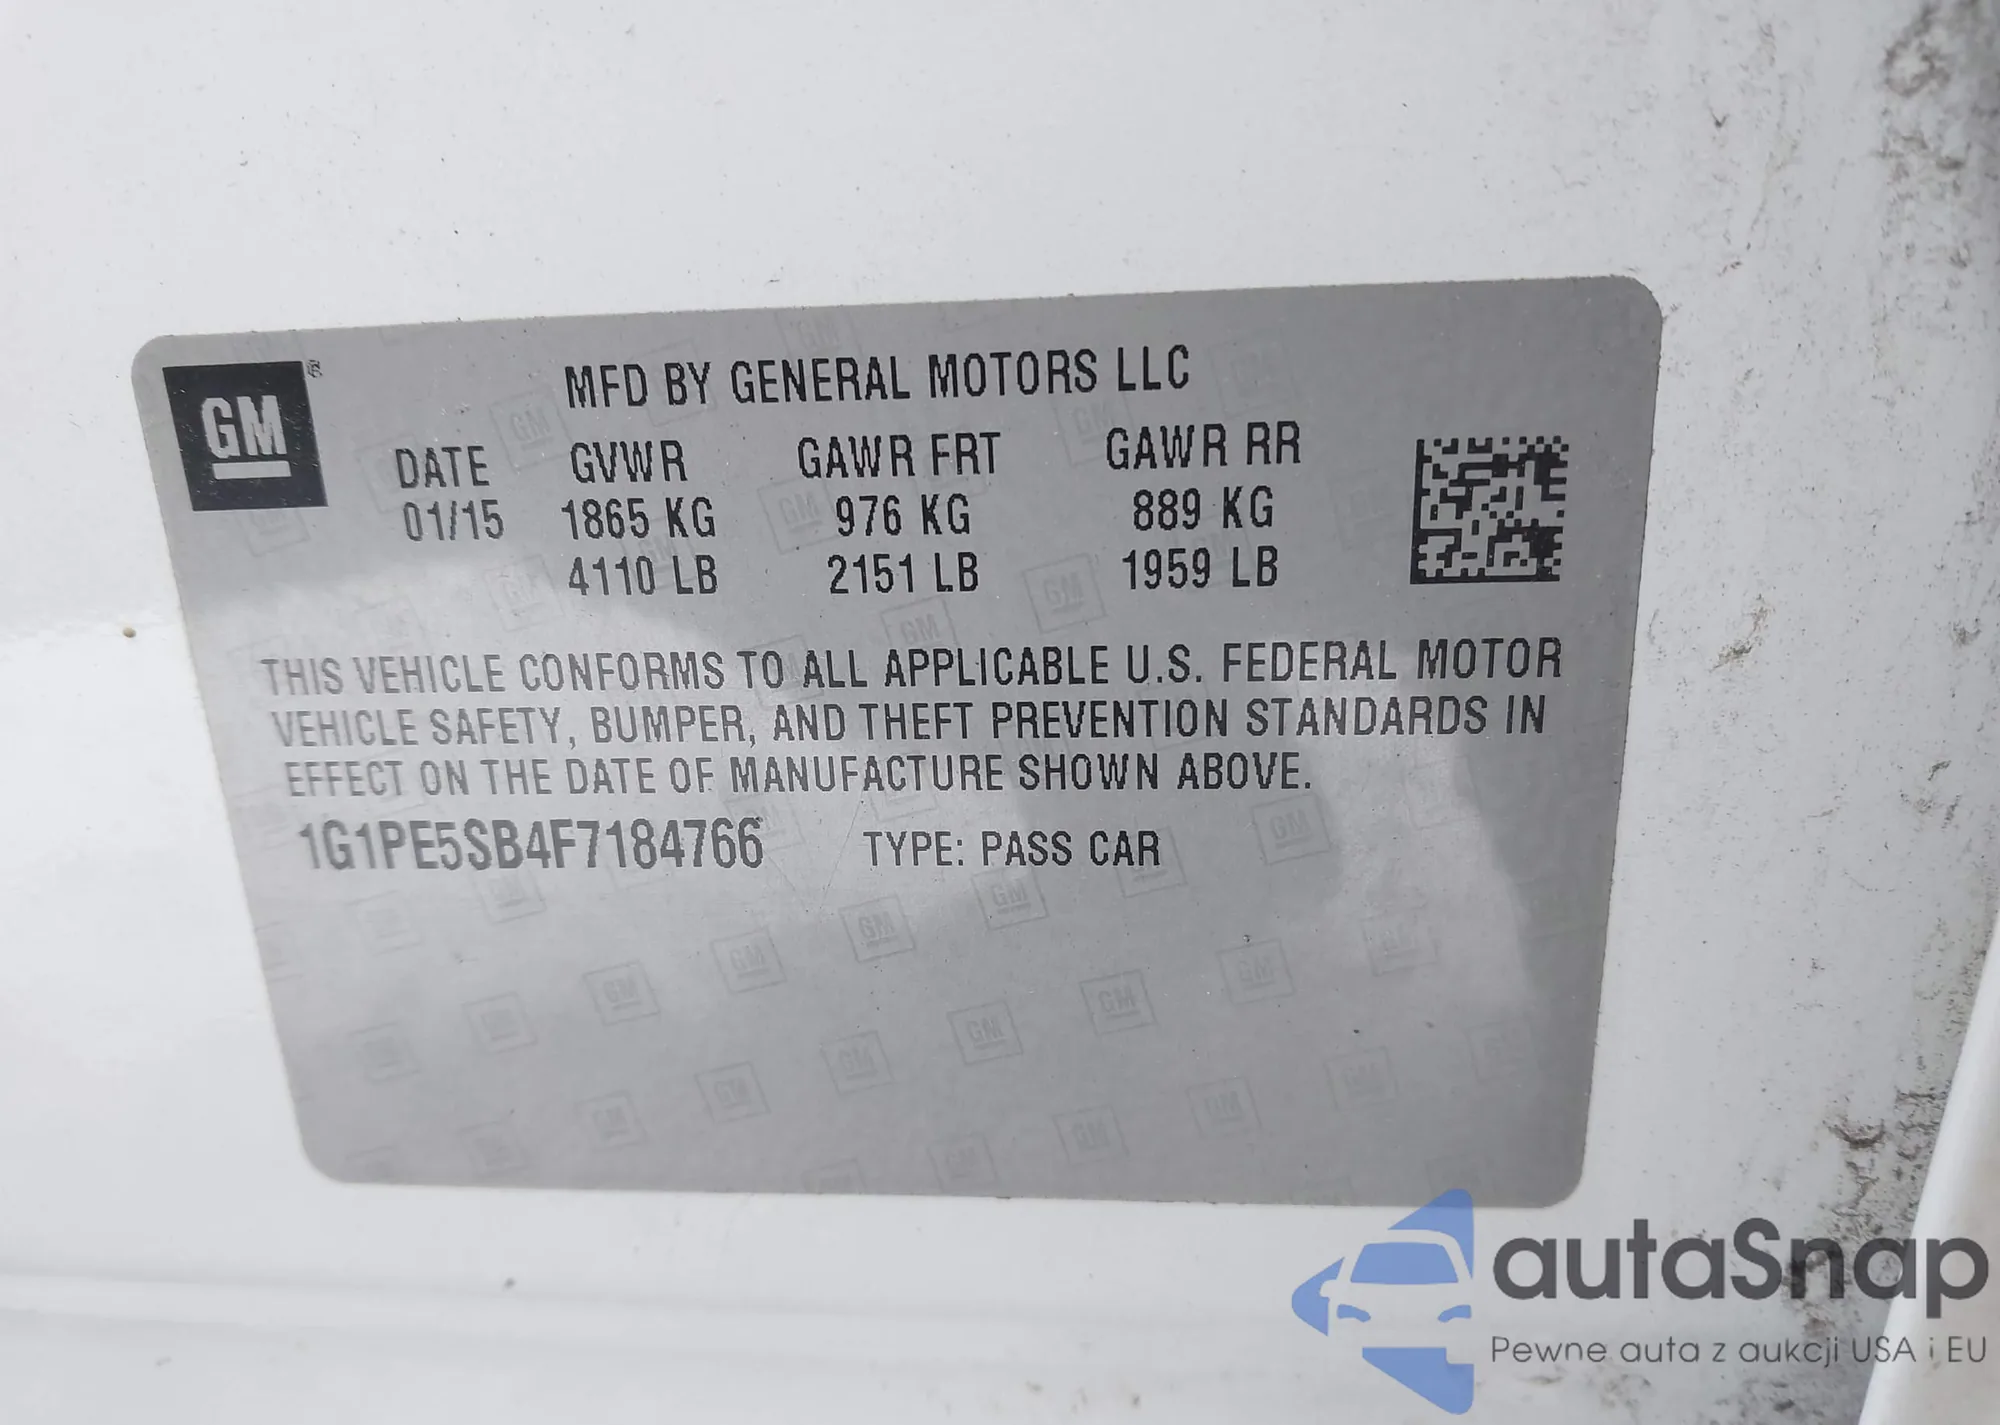 GM
MFD BY GENERAL MOTORS LLC
DATE GVWR GAWR FRT GAWR RR
01/15 1865 KG 976 KG 889 KG
4110 LB 2151 LB 1959 LB
THIS VEHICLE CONFORMS TO ALL APPLICABLE U.S. FEDERAL MOTOR
VEHICLE SAFETY, BUMPER, AND THEFT PREVENTION STANDARDS IN
EFFECT ON THE DATE OF MANUFACTURE SHOWN ABOVE.
1G1PE5SB4F7184766 TYPE: PASS CAR
autaSnap
Pewne auta z aukcji USA i EU